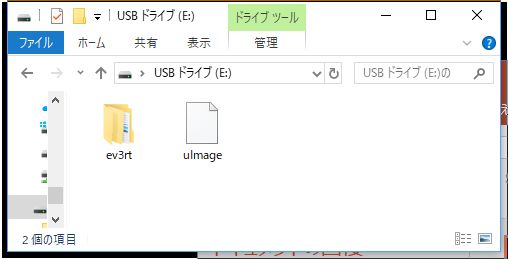 USB ドライブ (E:)
ドライブ ツール
ファイル
ホーム
共有
表示
管理
USB ドライブ (E:)
USB ドライブ (E:)の
ev3rt
uImage
2 個の項目